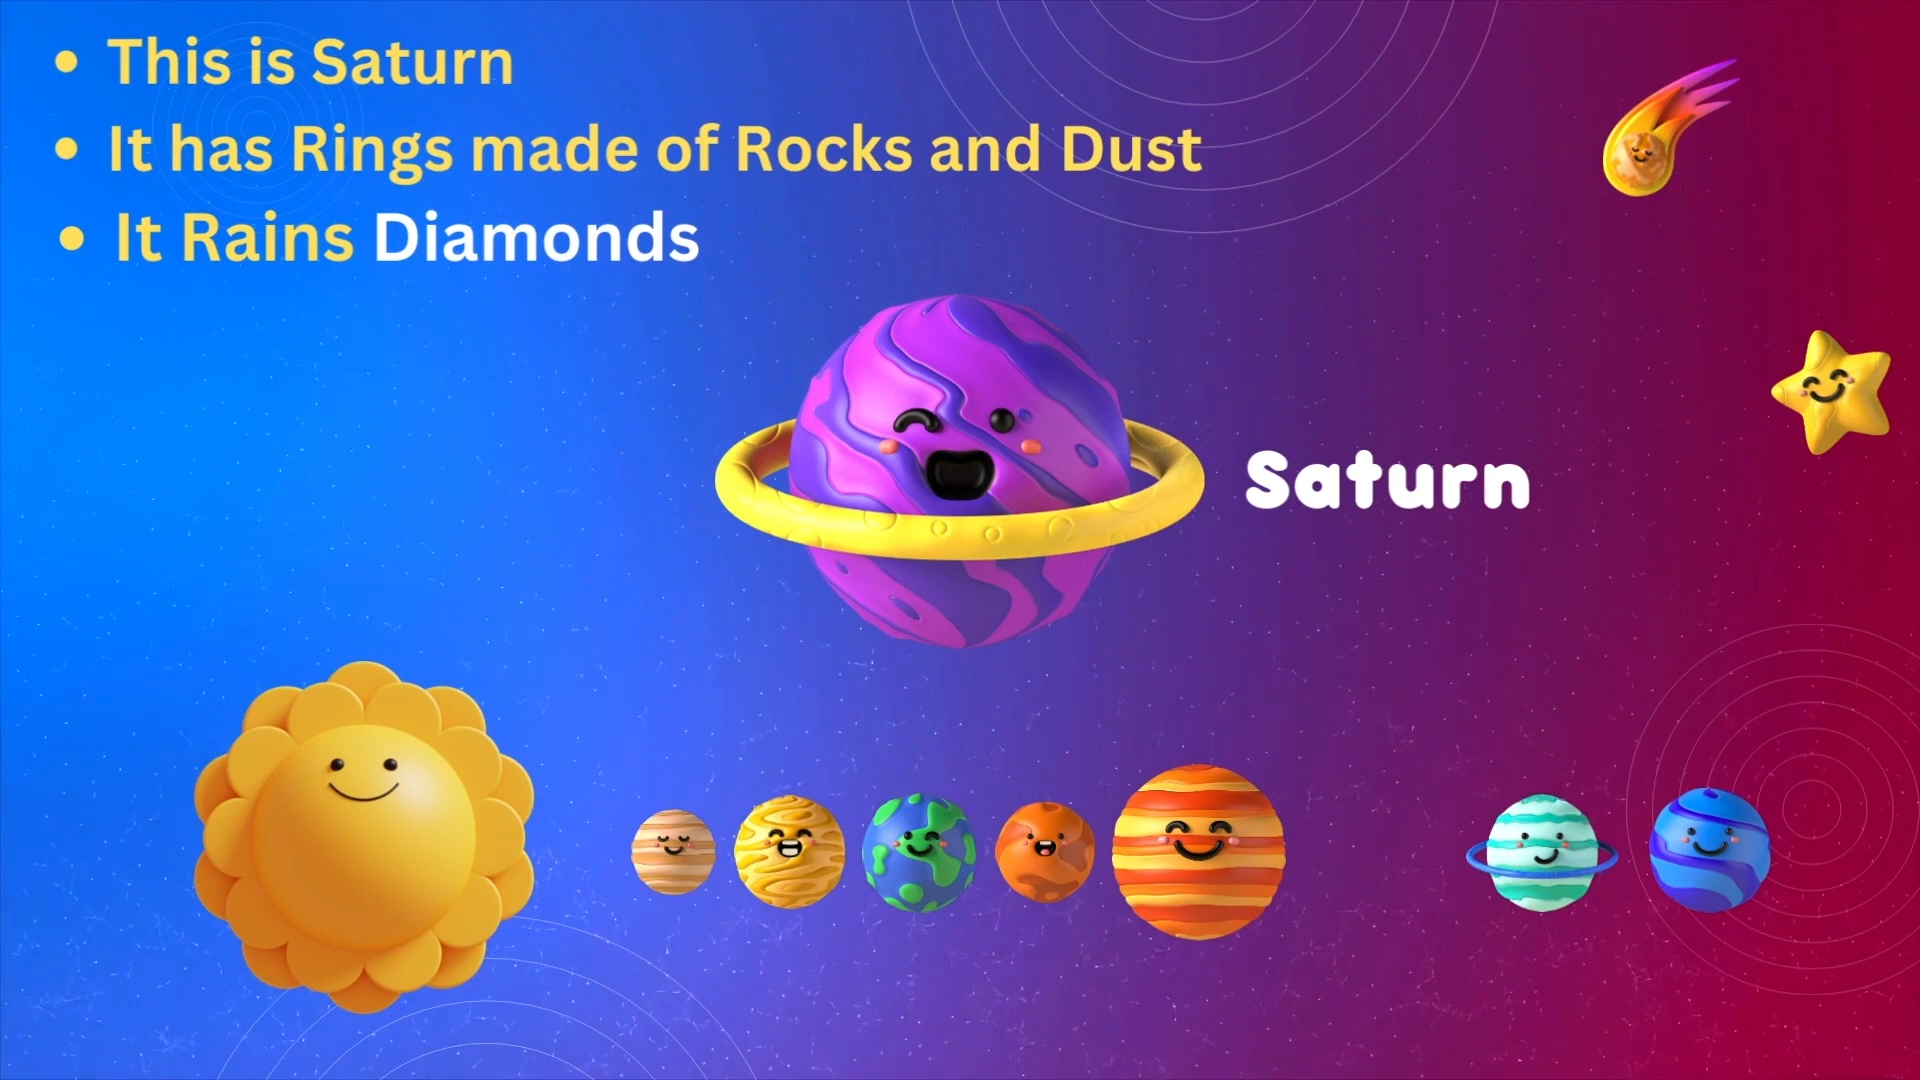 • This is Saturn
• It has Rings made of Rocks and Dust
• It Rains Diamonds
Saturn